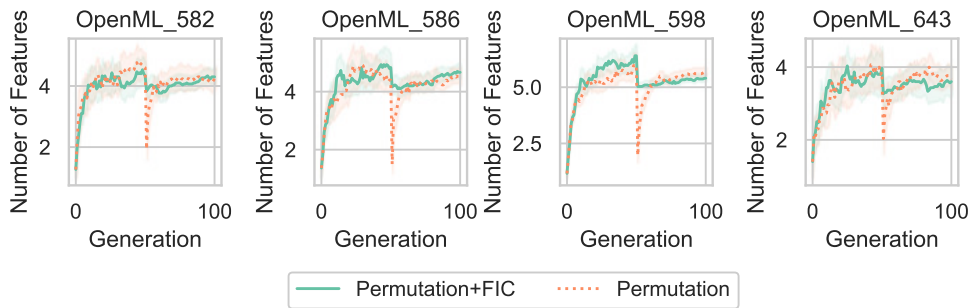 OpenML_582
OpenML_586
OpenML_598
OpenML_643
Number of Features
4
2
0
100
Generation
Number of Features
4
2
0
100
Generation
Number of Features
5.0
2.5
0
100
Generation
Number of Features
4
2
0
100
Generation
Permutation+FIC
Permutation